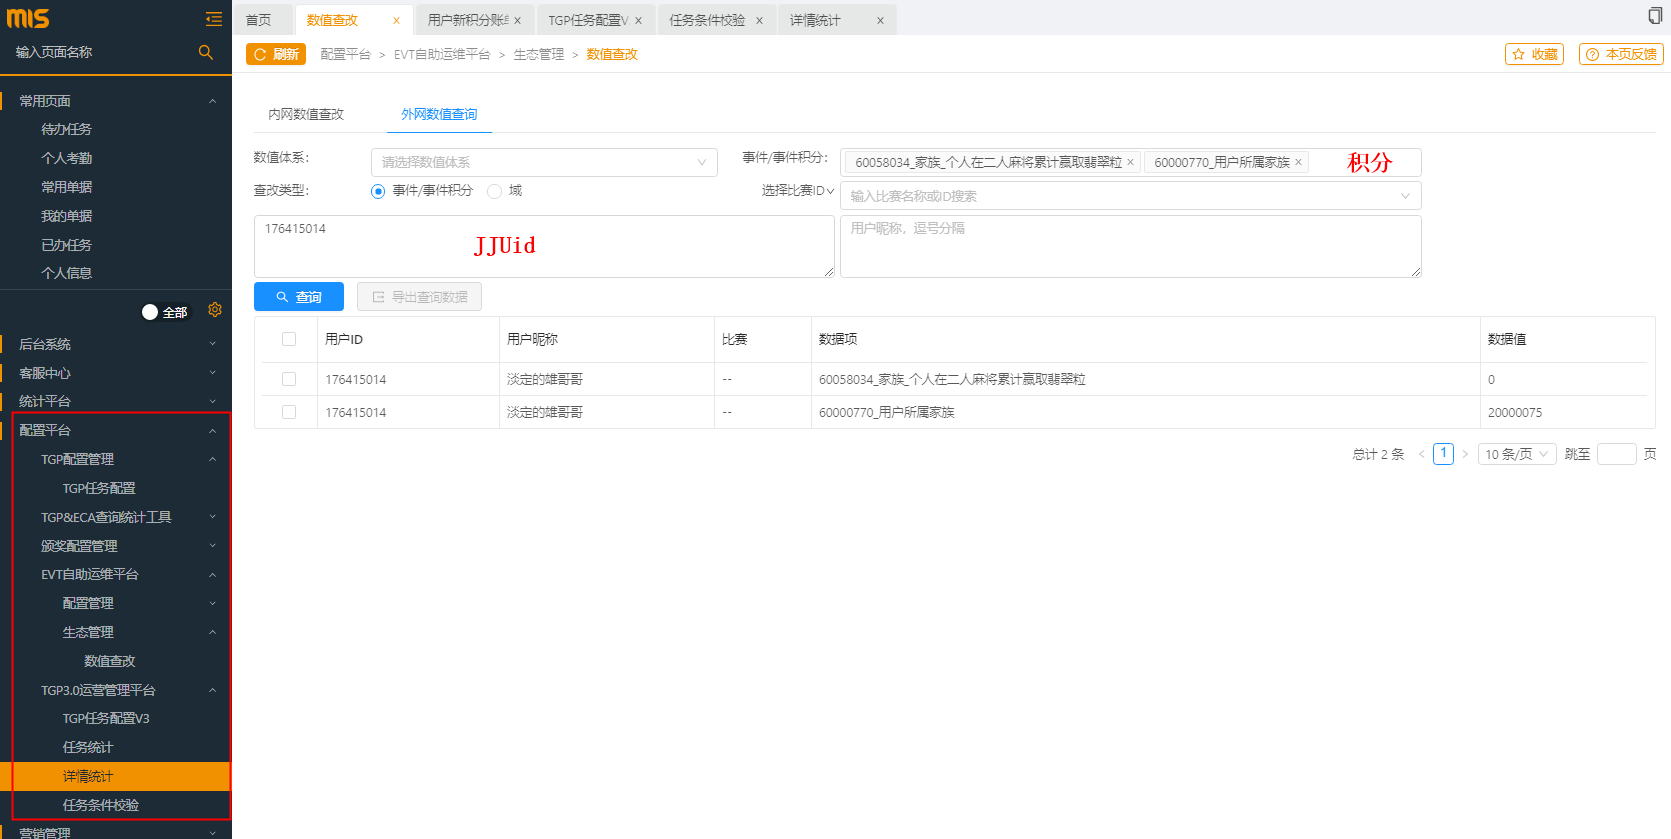 MIS
输入页面名称
常用页面
待办任务
个人考勤
常用单据
我的单据
已办任务
个人信息
全部
后台系统
客服中心
统计平台
配置平台
TGP配置管理
TGP任务配置
TGP&ECA查询统计工具
颁奖配置管理
EVT自助运维平台
配置管理
生态管理
数值查改
TGP3.0运营管理平台
TGP任务配置V3
任务统计
详情统计
任务条件校验
营销管理
首页 数值查改 × 用户新积分账 × TGP任务配置V × 任务条件校验 × 详情统计 ×
刷新 配置平台 > EVT自助运维平台 > 生态管理 > 数值查改 收藏 本页反馈
内网数值查改 外网数值查询
数值体系: 请选择数值体系 事件/事件积分: 60058034_家族_个人在二人麻将累计赢取翡翠粒 × 60000770_用户所属家族 × 积分
查改类型: 事件/事件积分 域 选择比赛ID 输入比赛名称或ID搜索
176415014 JJUid 用户昵称，逗号分隔
查询 导出查询数据
用户ID 用户昵称 比赛 数据项 数据值
176415014 淡定的雄哥哥 -- 60058034_家族_个人在二人麻将累计赢取翡翠粒 0
176415014 淡定的雄哥哥 -- 60000770_用户所属家族 20000075
总计 2 条 < 1 > 10 条/页 跳至 页